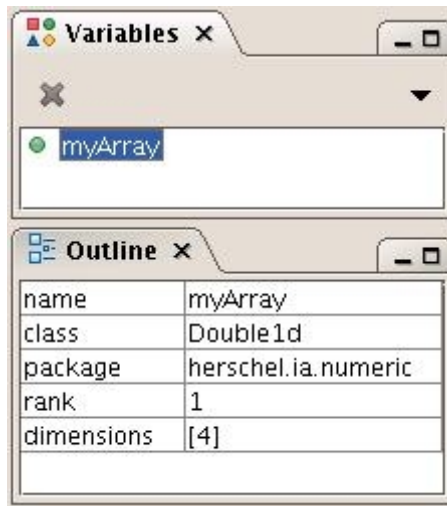 Variables
myArray
Outline
name myArray
class Double1d
package herschel.ia.numeric
rank 1
dimensions [4]